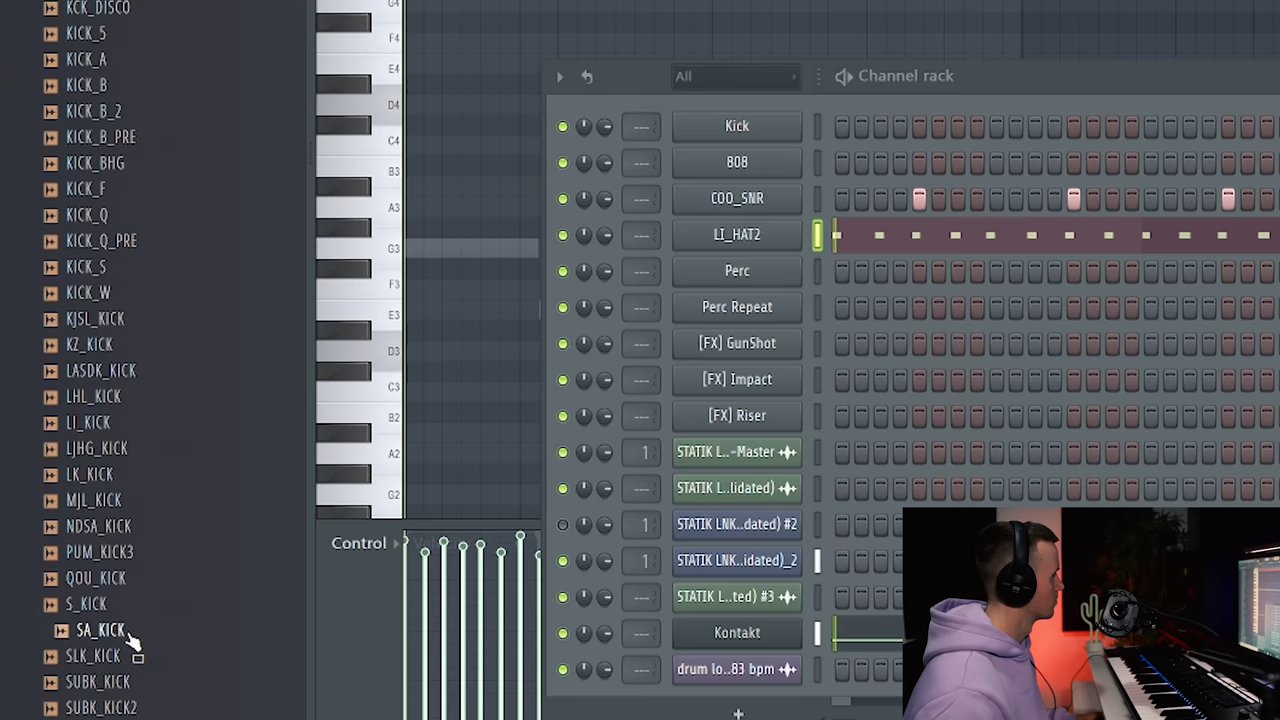 KCK_DISCO
KICK_5
KICK_A
KICK_B
KICK_B_2
KICK_B_PRE
KICK_BHG
KICK_F
KICK_Q
KICK_Q_PRE
KICK_S
KICK_W
KJSL_KICK
KZ_KICK
LASDK_KICK
LHL_KICK
LI_KICK
LJHG_KICK
LK_KICK
MJL_KICK
NDSA_KICK
PUM_KICK3
QOU_KICK
S_KICK
SA_KICK
SLK_KICK
SUBK_KICK
SUBK_KICK2
G4
F4
E4
D4
C4
B3
A3
G3
F3
E3
D3
C3
B2
A2
G2
Control
All
Channel rack
--- Kick
--- 808
--- COO_SNR
--- LI_HAT2
--- Perc
--- Perc Repeat
--- [FX] GunShot
--- [FX] Impact
--- [FX] Riser
1 STATIK L..-Master
--- STATIK L..lidated)
1 STATIK LNK..dated) #2
1 STATIK LNK..idated)_2
--- STATIK L..ted) #3
--- Kontakt
--- drum lo..83 bpm